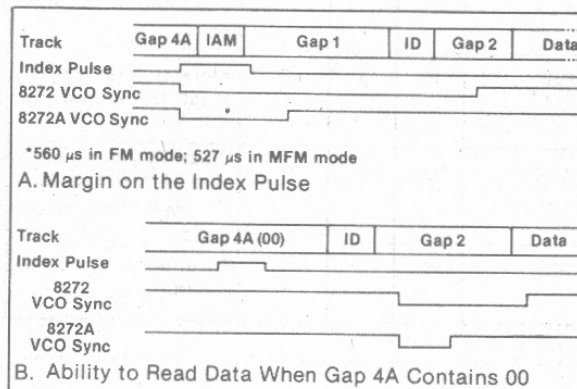 Track Gap 4A IAM Gap 1 ID Gap 2 Data
Index Pulse
8272 VCO Sync
8272A VCO Sync *
*560 µs in FM mode; 527 µs in MFM mode
A. Margin on the Index Pulse
Track Gap 4A (00) ID Gap 2 Data
Index Pulse
8272
VCO Sync
8272A
VCO Sync
B. Ability to Read Data When Gap 4A Contains 00